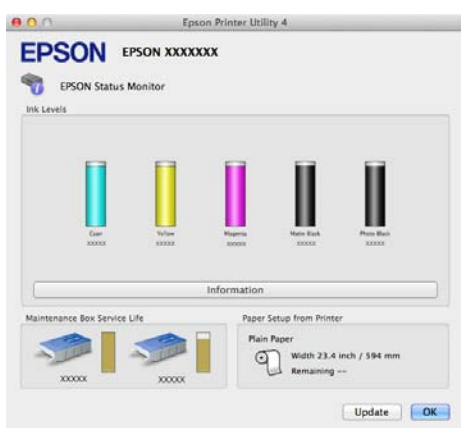 Epson Printer Utility 4
EPSON EPSON XXXXXXX
EPSON Status Monitor
Ink Levels
Cyan Yellow Magenta Matte Black Photo Black
XXXXX XXXXX XXXXX XXXXX XXXXX
Information
Maintenance Box Service Life
XXXXX XXXXX
Paper Setup from Printer
Plain Paper
Width 23.4 inch / 594 mm
Remaining --
Update OK